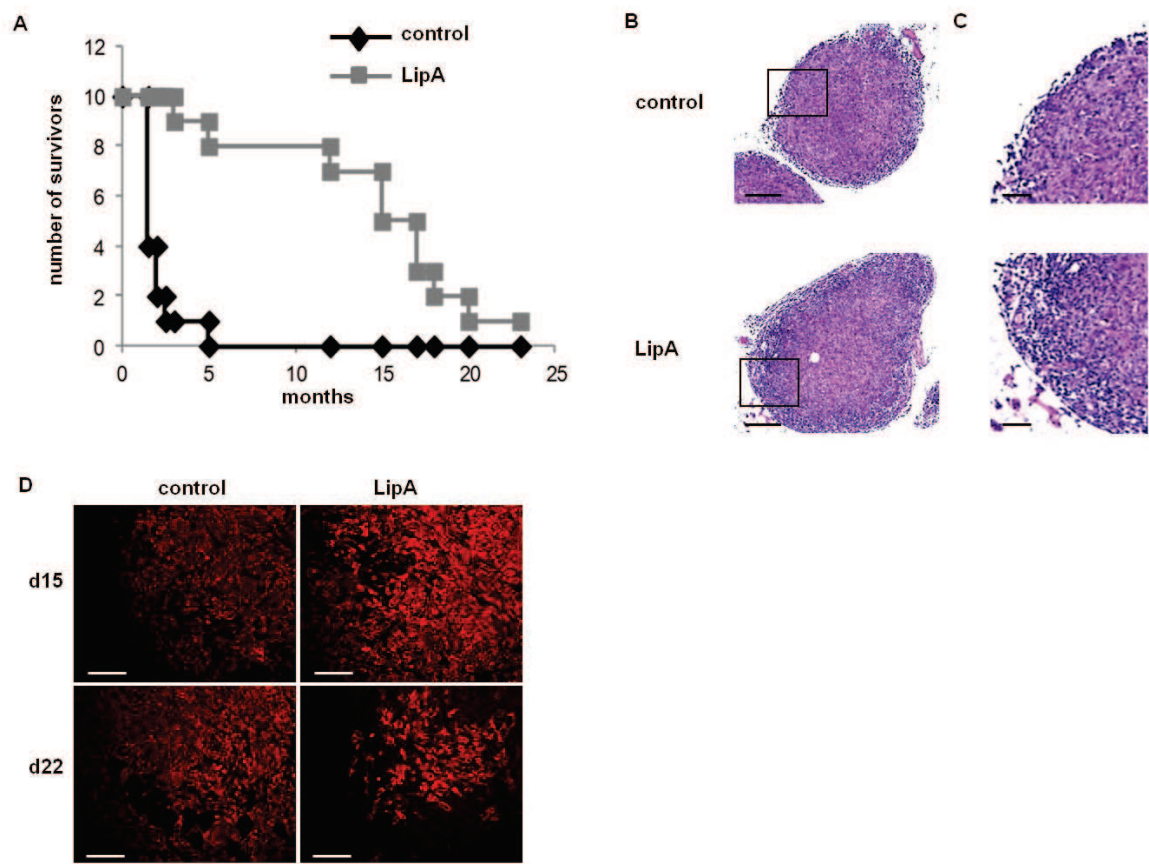 A
control
LipA
12
10
8
6
4
2
0
0 5 10 15 20 25
number of survivors
months
B C
control
LipA
D
control LipA
d15
d22